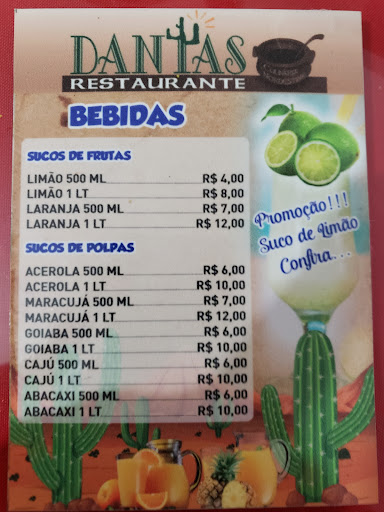 DANTAS
RESTAURANTE
BEBIDAS
SUCOS DE FRUTAS
LIMÃO 500 ML R$ 4,00
LIMÃO 1 LT R$ 8,00
LARANJA 500 ML R$ 7,00
LARANJA 1 LT R$ 12,00
SUCOS DE POLPAS
ACEROLA 500 ML R$ 6,00
ACEROLA 1 LT R$ 10,00
MARACUJÁ 500 ML R$ 7,00
MARACUJÁ 1 LT R$ 12,00
GOIABA 500 ML R$ 6,00
GOIABA 1 LT R$ 10,00
CAJÚ 500 ML R$ 6,00
CAJÚ 1 LT R$ 10,00
ABACAXI 500 ML R$ 6,00
ABACAXI 1 LT R$ 10,00
Promoção!!!
Suco de Limão
Confira...